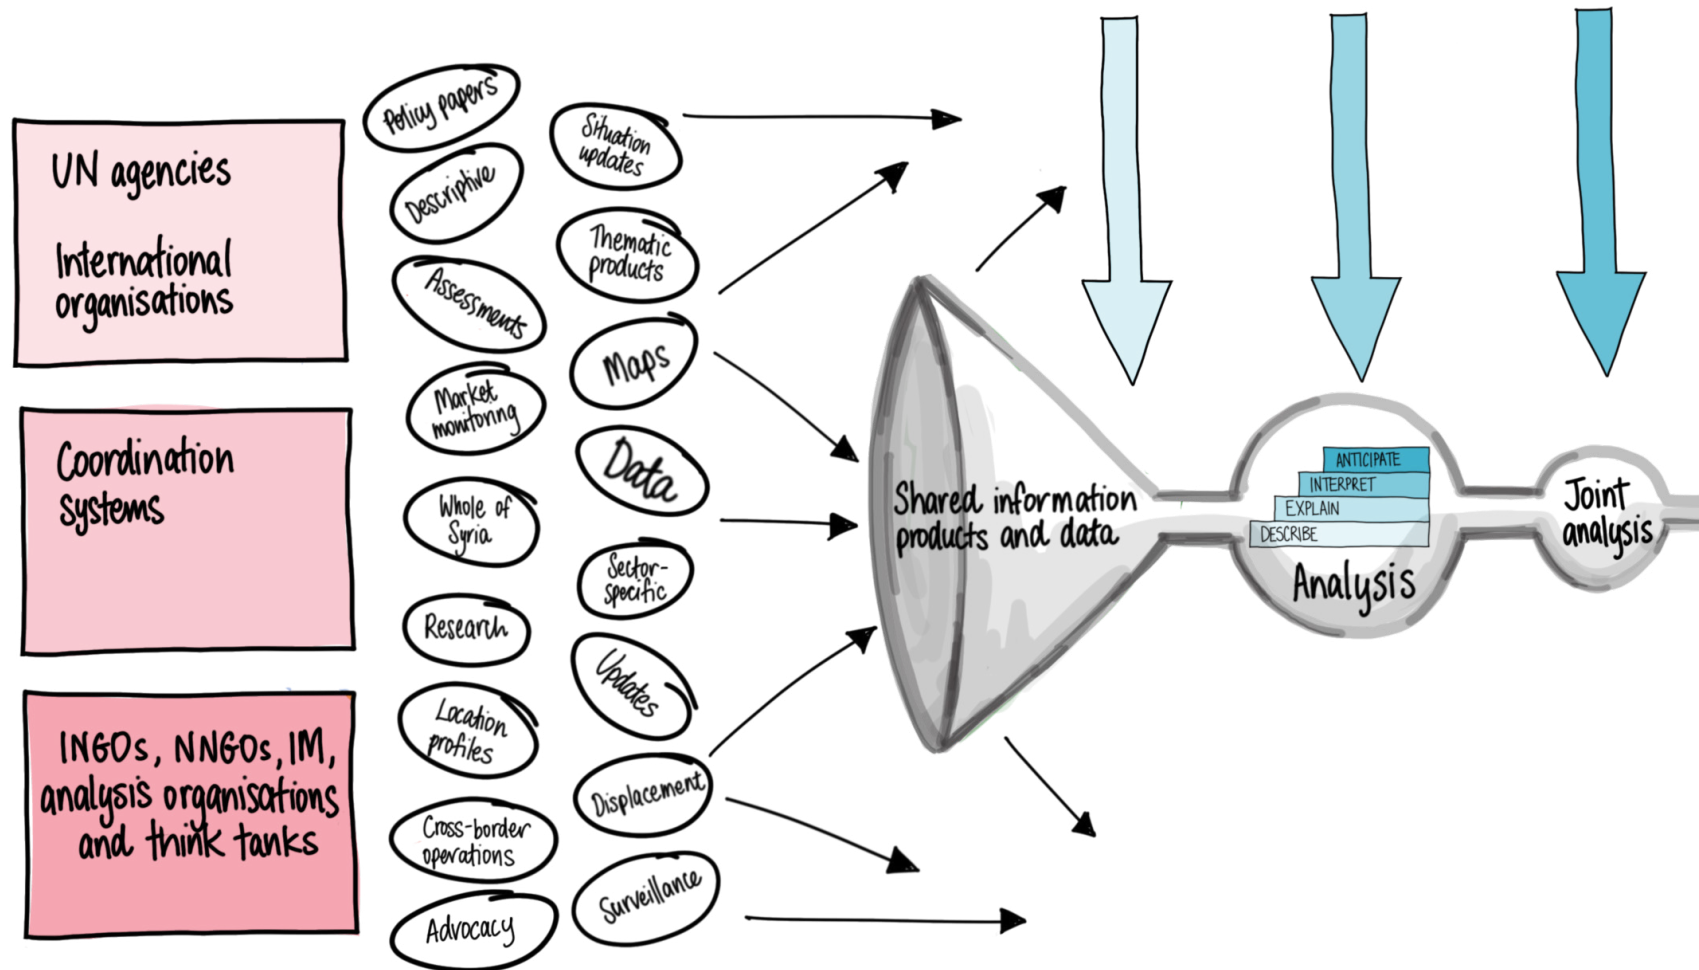 UN agencies
International
organisations
Coordination
systems
INGOs, NNGOs, IM,
analysis organisations
and think tanks
Policy papers
Descriptive
Assessments
Market
monitoring
Whole of
Syria
Research
Location
profiles
Cross-border
operations
Advocacy
Situation
updates
Thematic
products
Maps
Data
Sector-
specific
Updates
Displacement
Surveillance
Shared information
products and data
ANTICIPATE
INTERPRET
EXPLAIN
DESCRIBE
Analysis
Joint
analysis